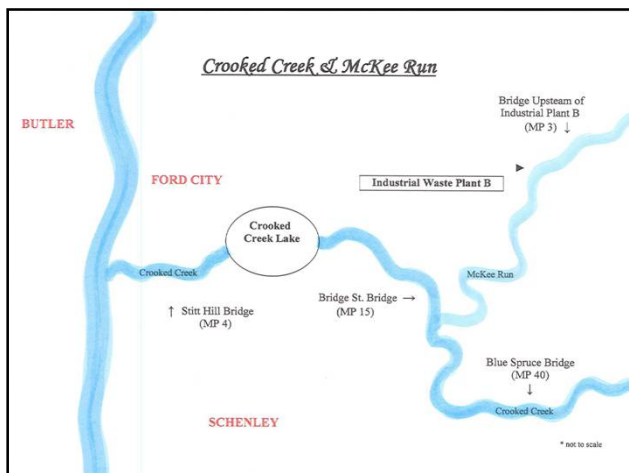 Crooked Creek & McKee Run
Bridge Upsteam of
Industrial Plant B
(MP 3) ↓
BUTLER
FORD CITY
Industrial Waste Plant B
Crooked
Creek Lake
Crooked Creek
McKee Run
Bridge St. Bridge →
(MP 15)
↑ Stitt Hill Bridge
(MP 4)
Blue Spruce Bridge
(MP 40)
↓
Crooked Creek
SCHENLEY
* not to scale